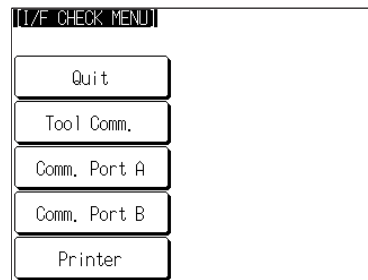 [I/F CHECK MENU]
Quit
Tool Comm.
Comm. Port A
Comm. Port B
Printer